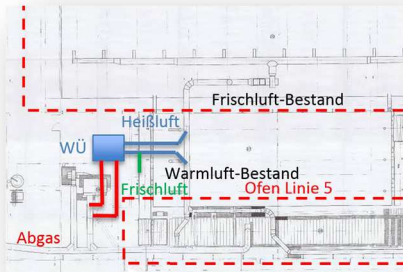 Frischluft-Bestand
Heißluft
WÜ
Warmluft-Bestand
Frischluft
Ofen Linie 5
Abgas